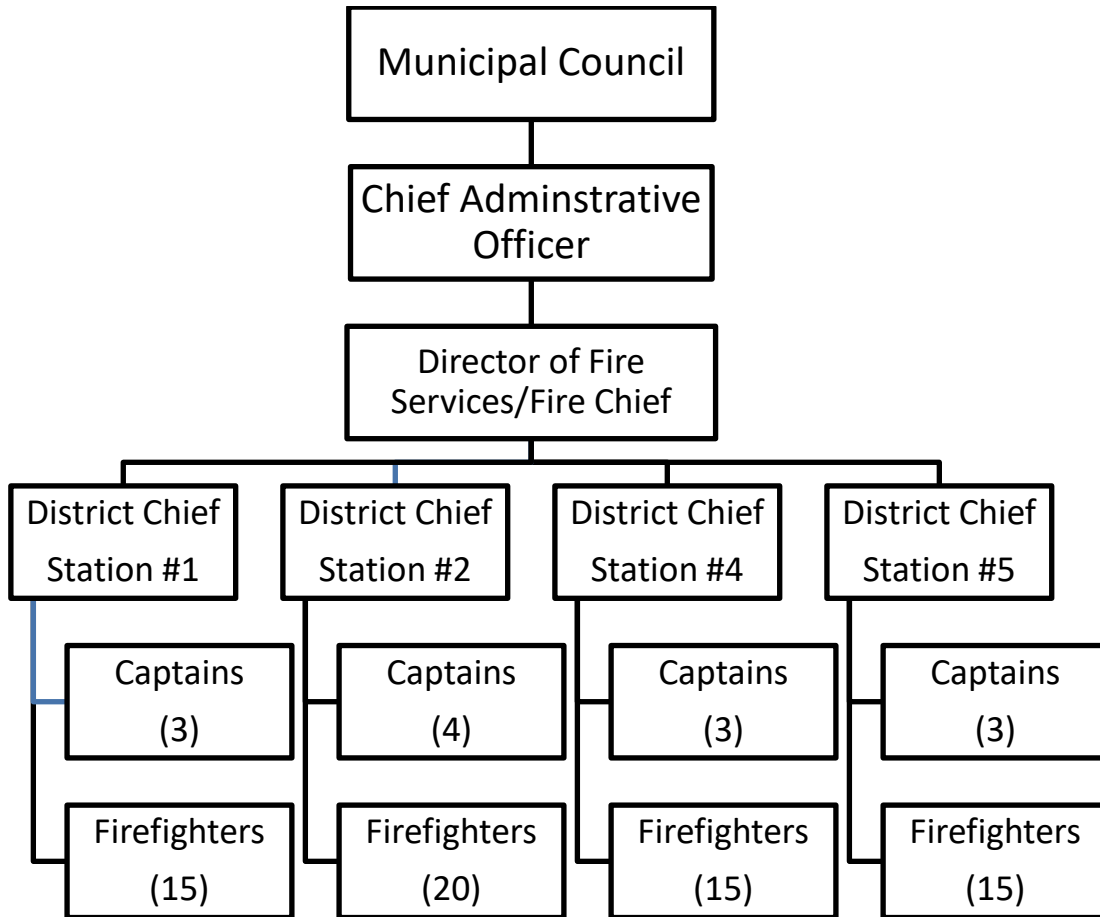 Municipal Council
Chief Adminstrative
Officer
Director of Fire
Services/Fire Chief
District Chief
Station #1
District Chief
Station #2
District Chief
Station #4
District Chief
Station #5
Captains
(3)
Captains
(4)
Captains
(3)
Captains
(3)
Firefighters
(15)
Firefighters
(20)
Firefighters
(15)
Firefighters
(15)